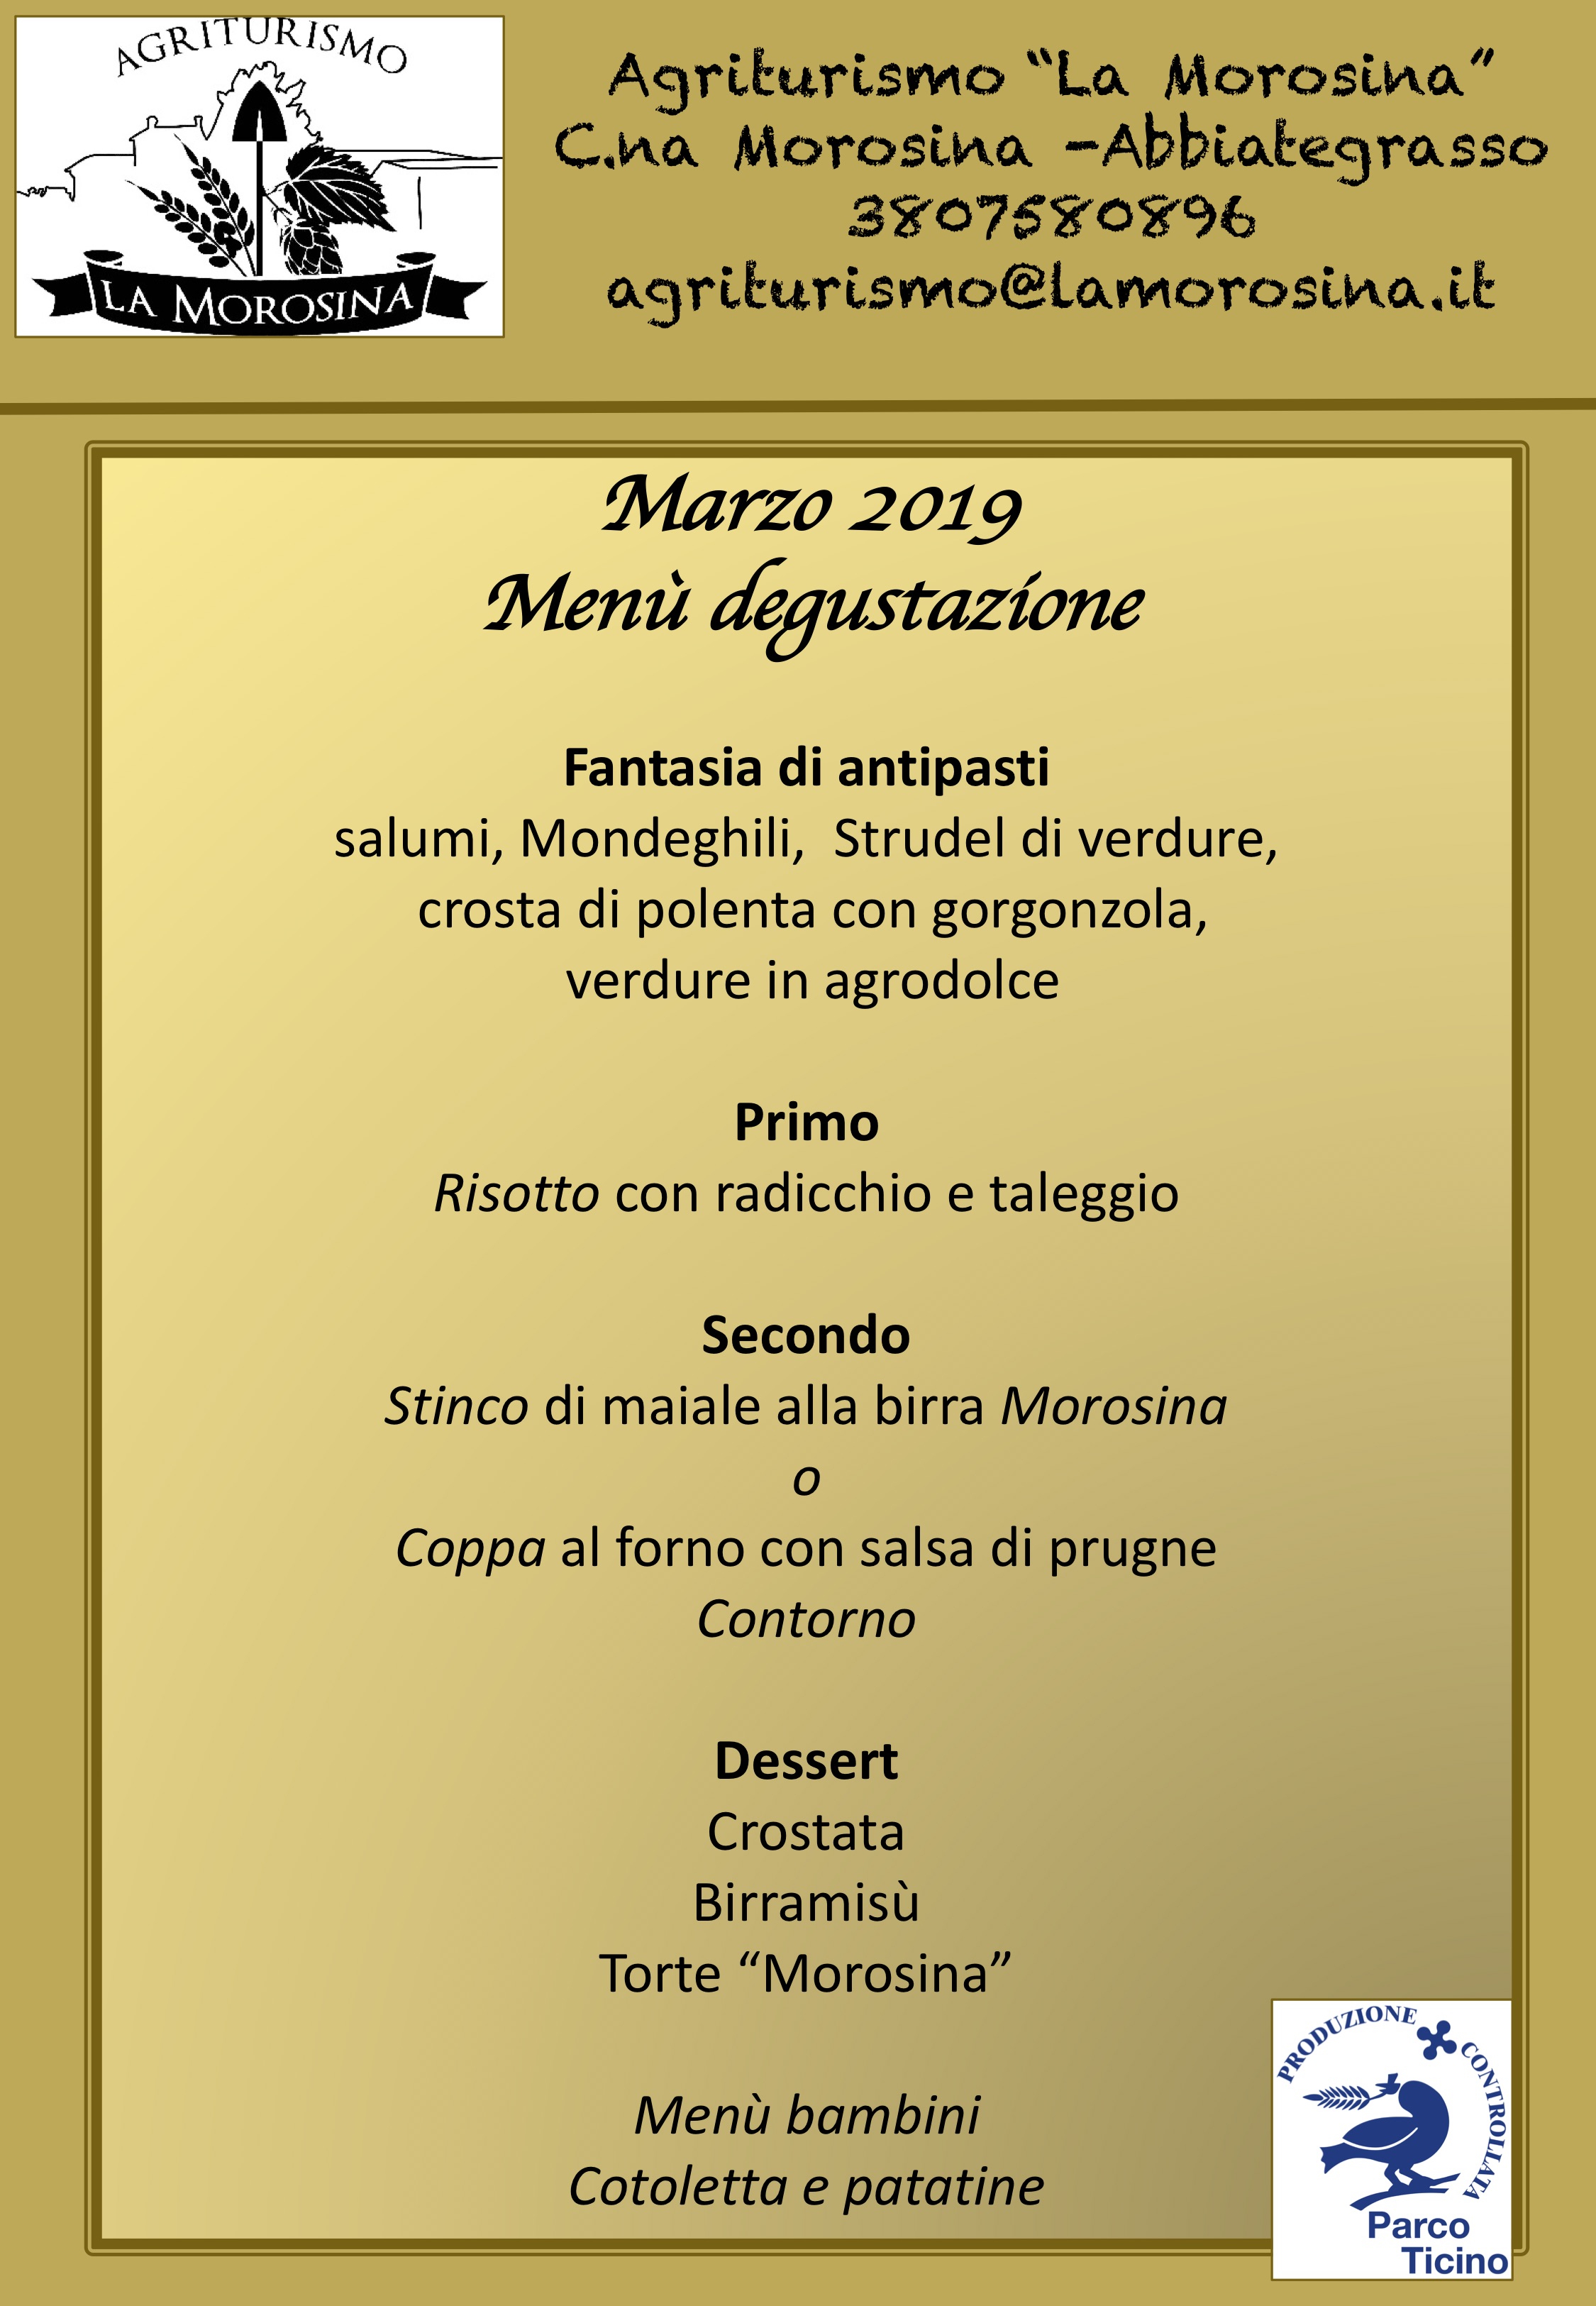 AGRITURISMO
LA MOROSINA
Agriturismo “La Morosina”
C.na Morosina -Abbiategrasso
3807580896
agriturismo@lamorosina.it
Marzo 2019
Menù degustazione
Fantasia di antipasti
salumi, Mondeghili, Strudel di verdure,
crosta di polenta con gorgonzola,
verdure in agrodolce
Primo
Risotto con radicchio e taleggio
Secondo
Stinco di maiale alla birra Morosina
o
Coppa al forno con salsa di prugne
Contorno
Dessert
Crostata
Birramisù
Torte “Morosina”
Menù bambini
Cotoletta e patatine
PRODUZIONE CONTROLLATA
Parco
Ticino